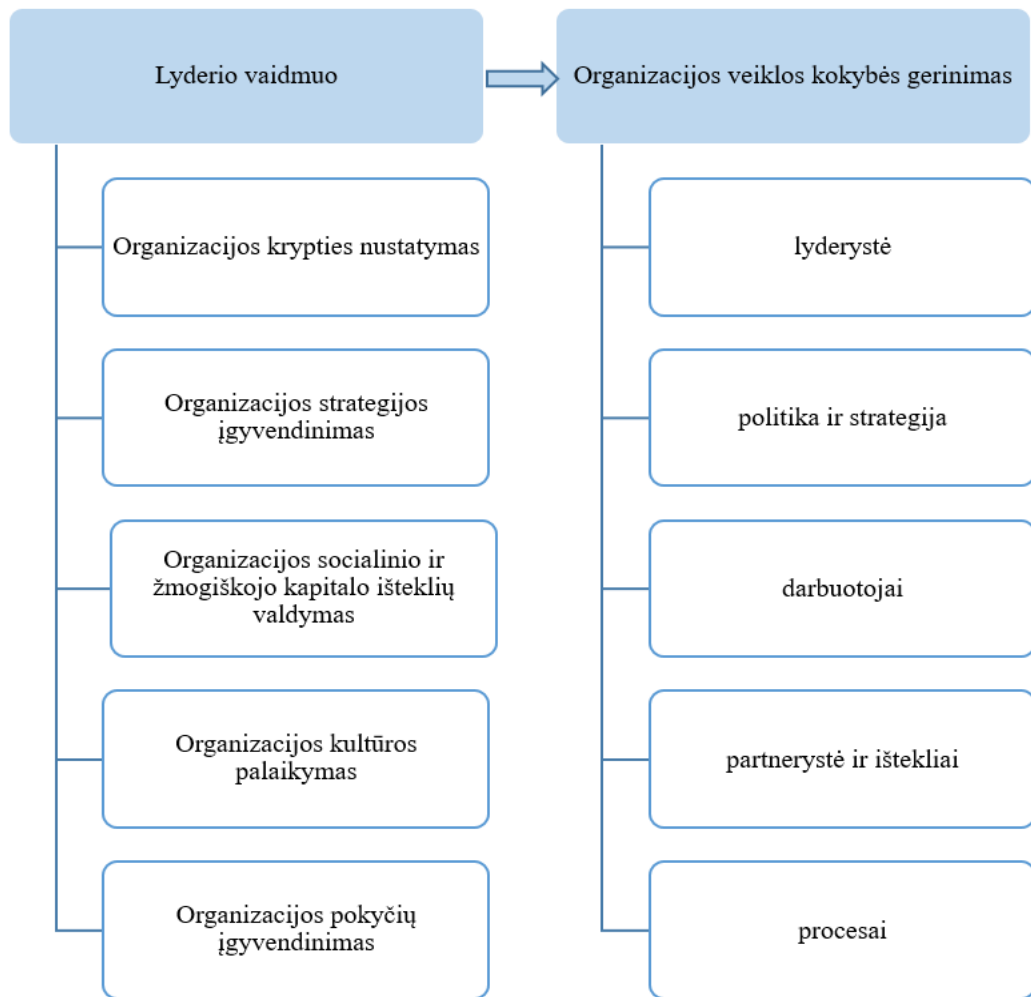 Lyderio vaidmuo
Organizacijos krypties nustatymas
Organizacijos strategijos
įgyvendinimas
Organizacijos socialinio ir
žmogiškojo kapitalo išteklių
valdymas
Organizacijos kultūros
palaikymas
Organizacijos pokyčių
įgyvendinimas
Organizacijos veiklos kokybės gerinimas
lyderystė
politika ir strategija
darbuotojai
partnerystė ir ištekliai
procesai